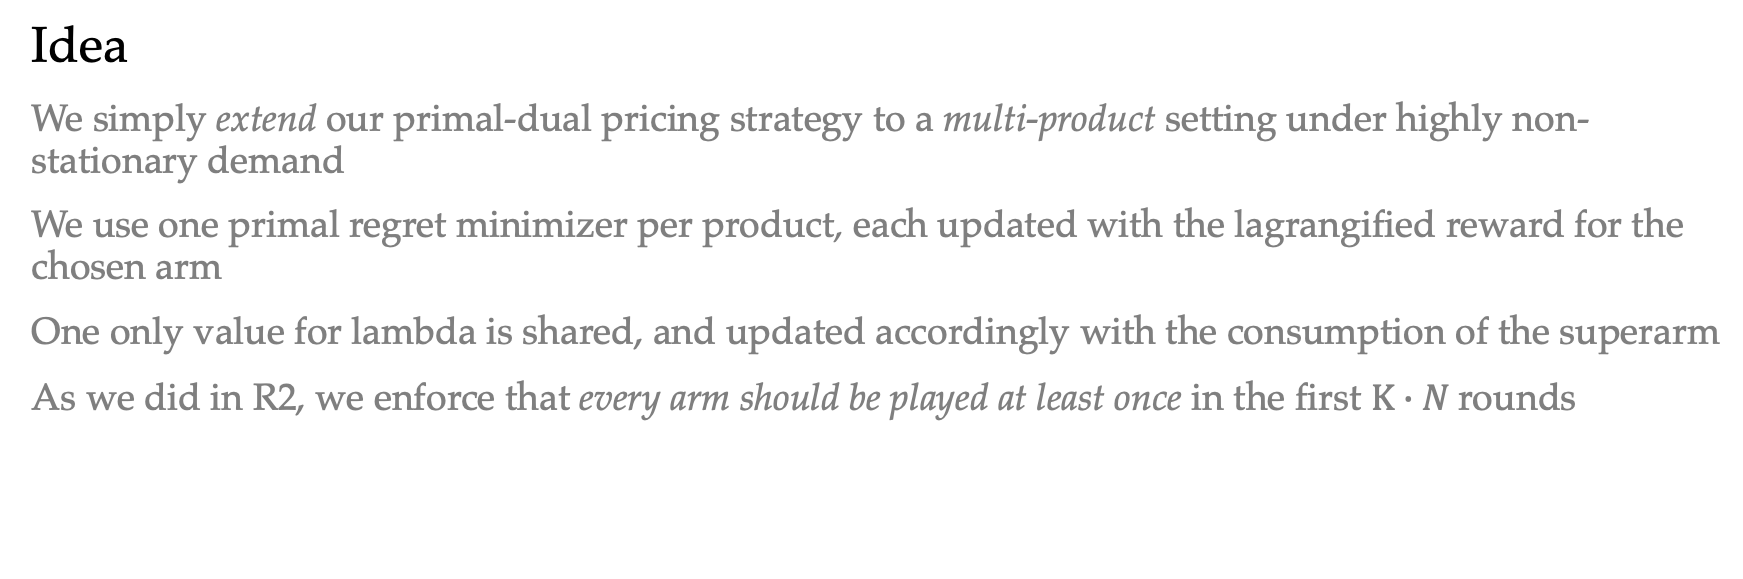 Idea
We simply extend our primal-dual pricing strategy to a multi-product setting under highly non-
stationary demand
We use one primal regret minimizer per product, each updated with the lagrangified reward for the
chosen arm
One only value for lambda is shared, and updated accordingly with the consumption of the superarm
As we did in R2, we enforce that every arm should be played at least once in the first K · N rounds